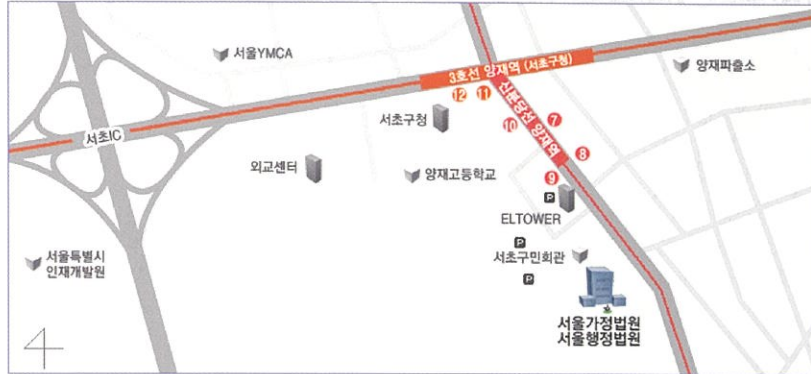 서울YMCA
3호선 양재역 (서초구청)
양재파출소
12
11
서초구청
10
신분당선 양재역
7
8
9
서초IC
외교센터
양재고등학교
P
ELTOWER
P
서초구민회관
P
서울특별시
인재개발원
서울가정법원
서울행정법원
4